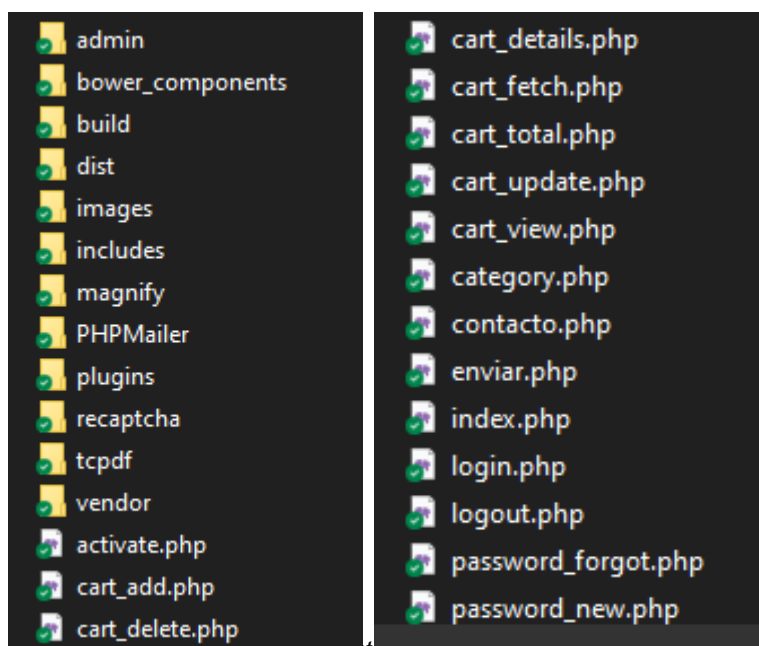 admin
bower_components
build
dist
images
includes
magnify
PHPMailer
plugins
recaptcha
tcpdf
vendor
activate.php
cart_add.php
cart_delete.php
cart_details.php
cart_fetch.php
cart_total.php
cart_update.php
cart_view.php
category.php
contacto.php
enviar.php
index.php
login.php
logout.php
password_forgot.php
password_new.php